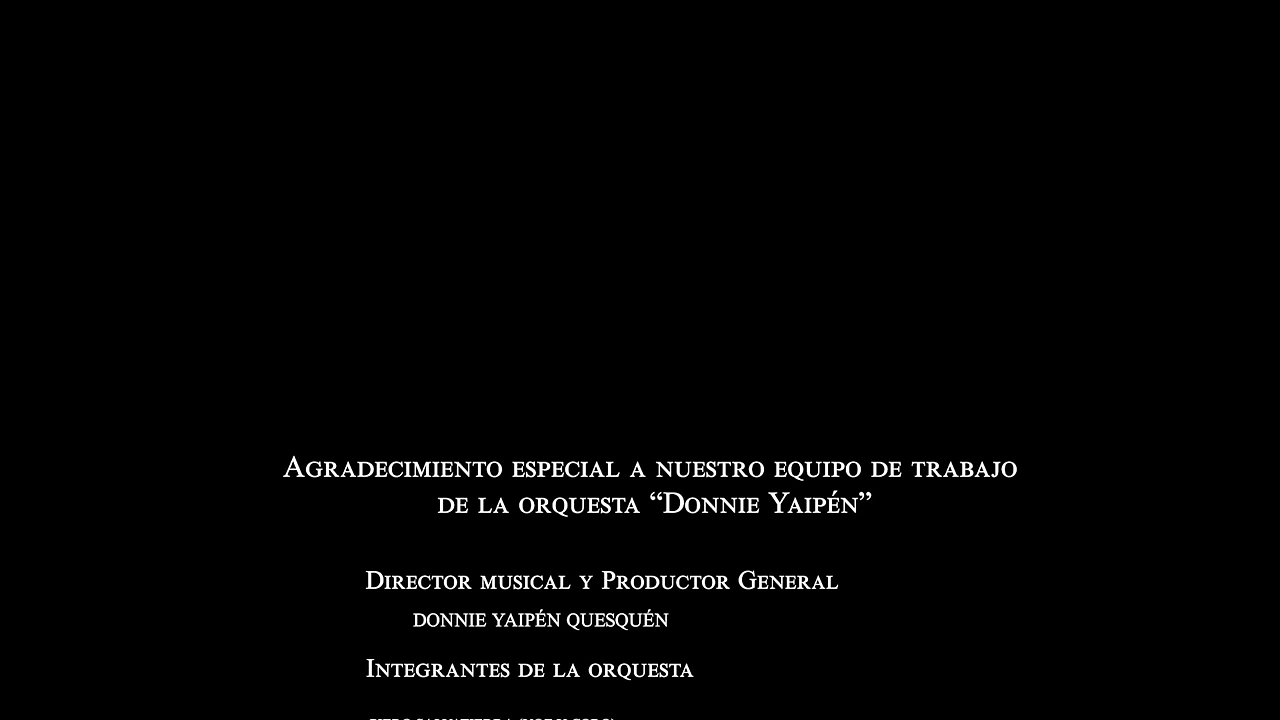 Agradecimiento especial a nuestro equipo de trabajo
de la orquesta “Donnie Yaipén”
Director musical y Productor General
DONNIE YAIPÉN QUESQUÉN
Integrantes de la orquesta